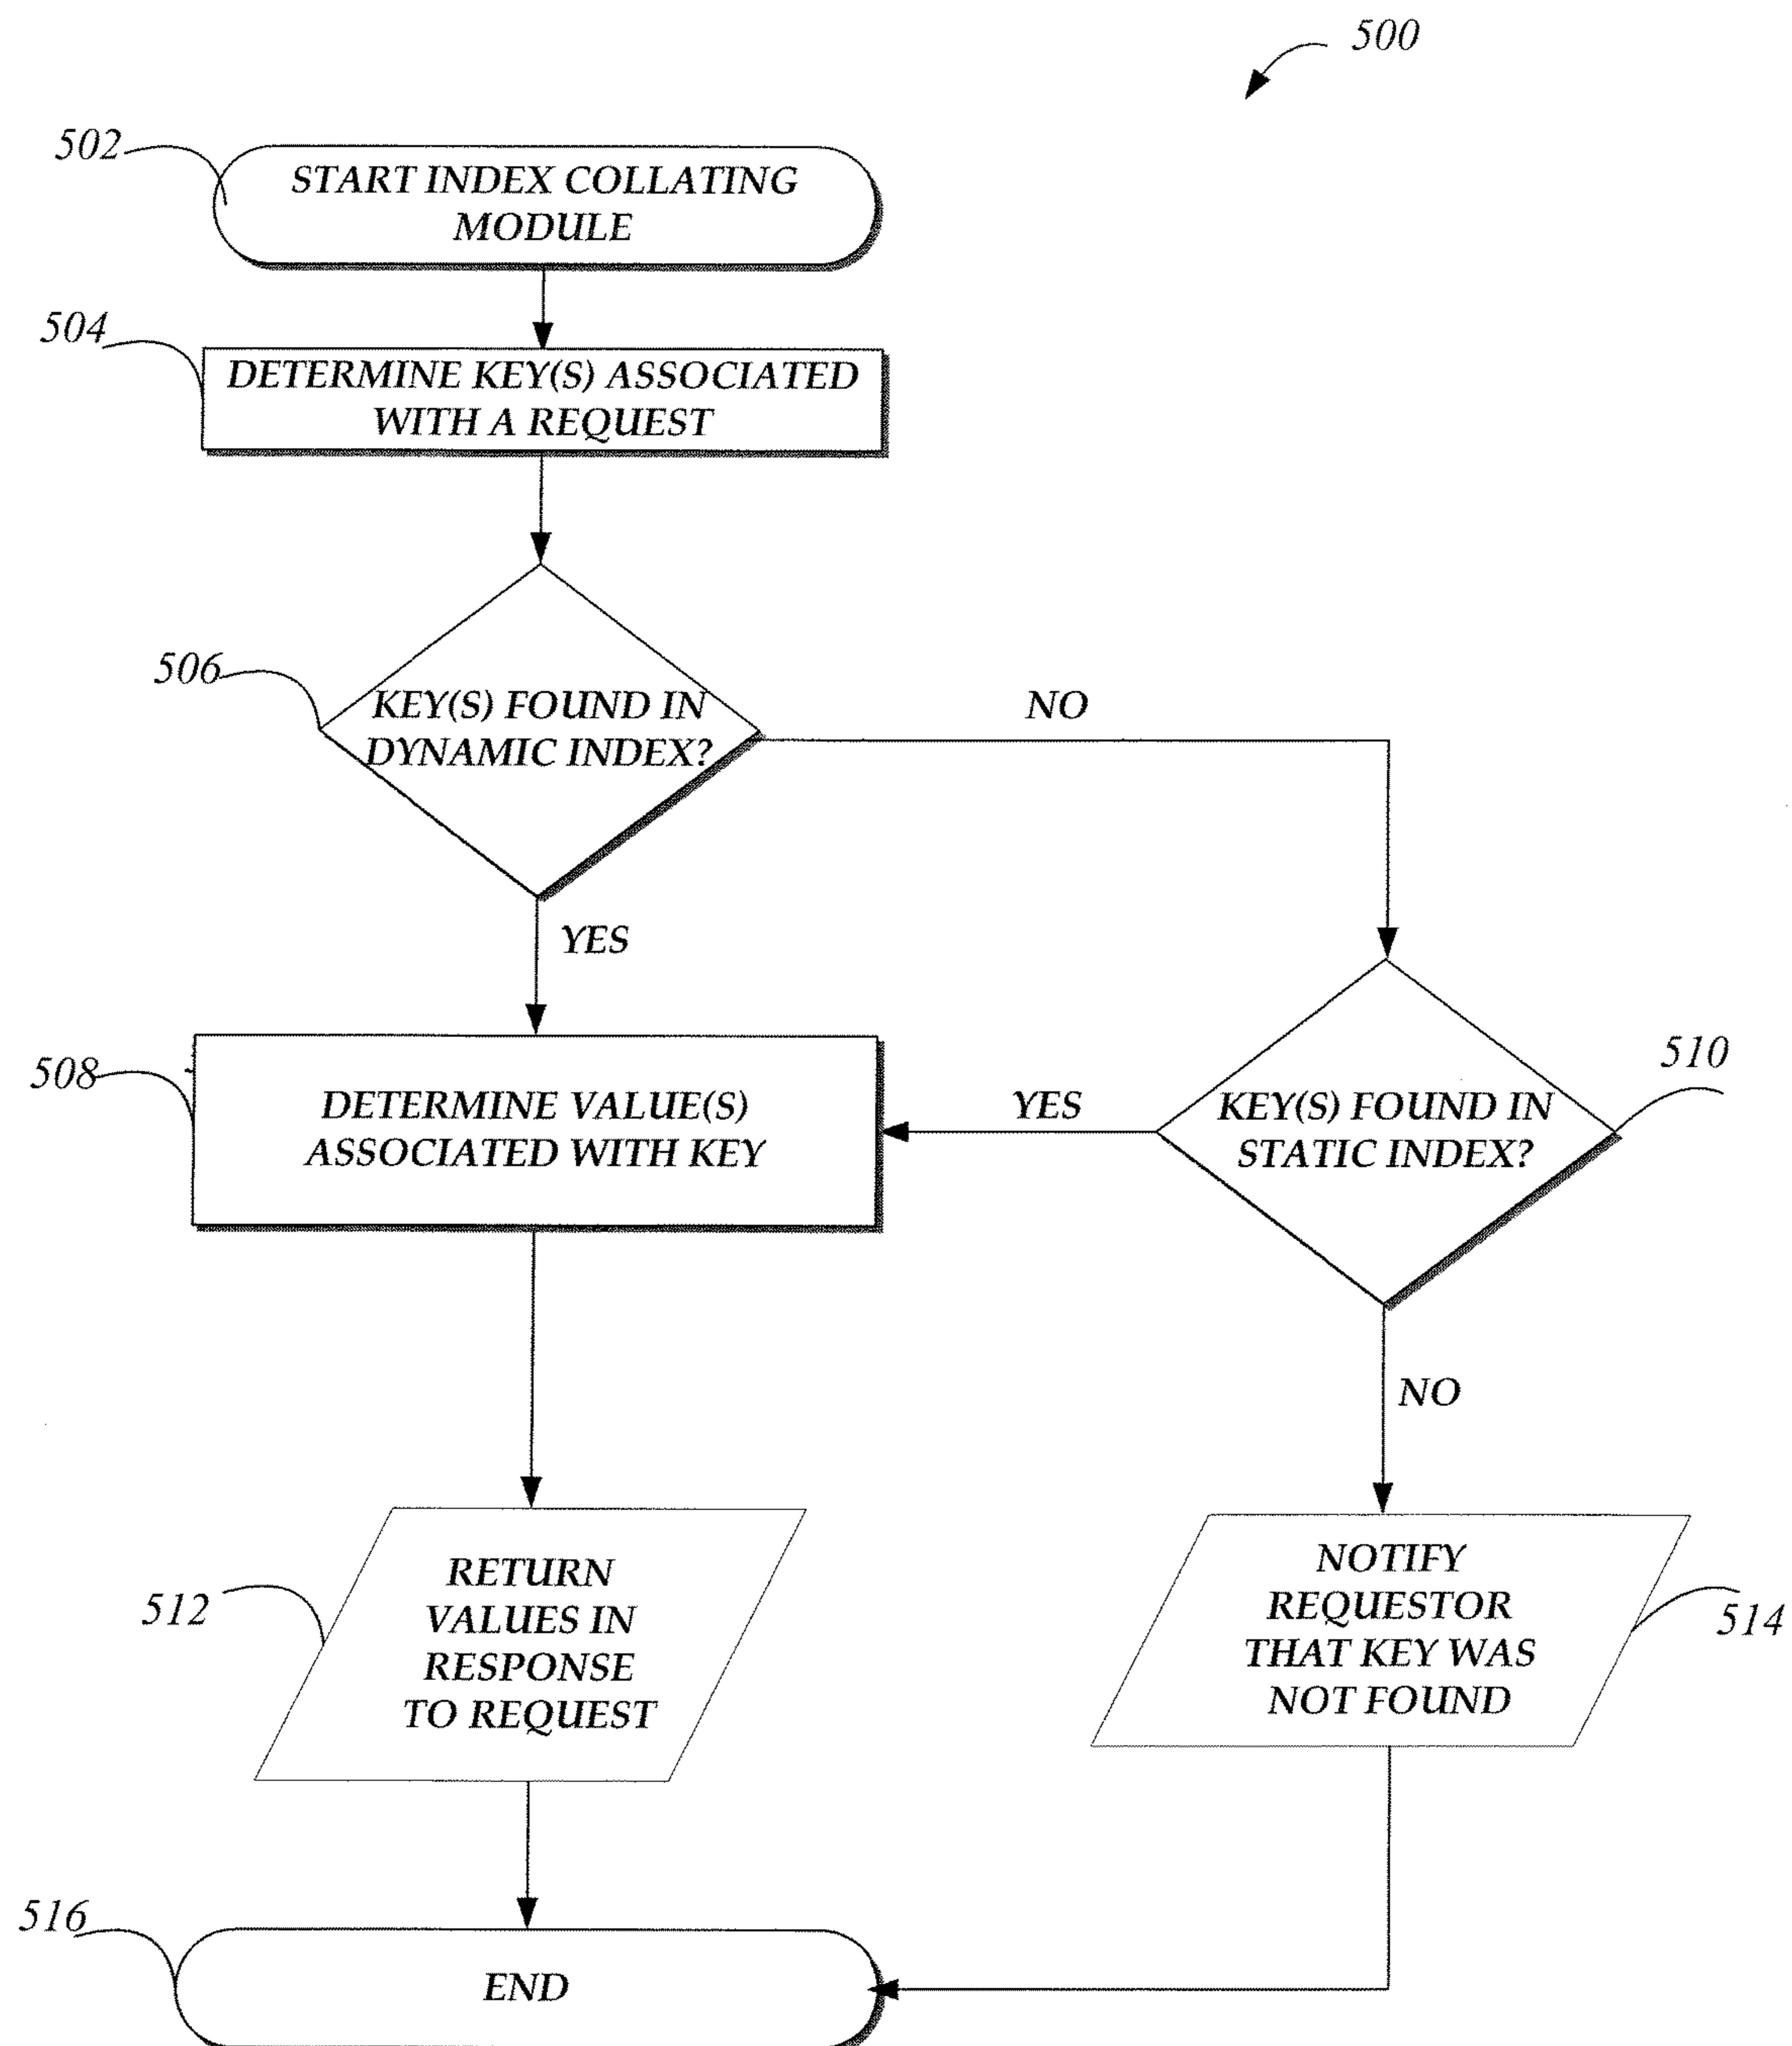 500
502
START INDEX COLLATING
MODULE
504
DETERMINE KEY(S) ASSOCIATED
WITH A REQUEST
506
KEY(S) FOUND IN
DYNAMIC INDEX?
NO
YES
508
DETERMINE VALUE(S)
ASSOCIATED WITH KEY
YES
510
KEY(S) FOUND IN
STATIC INDEX?
NO
512
RETURN
VALUES IN
RESPONSE
TO REQUEST
514
NOTIFY
REQUESTOR
THAT KEY WAS
NOT FOUND
516
END